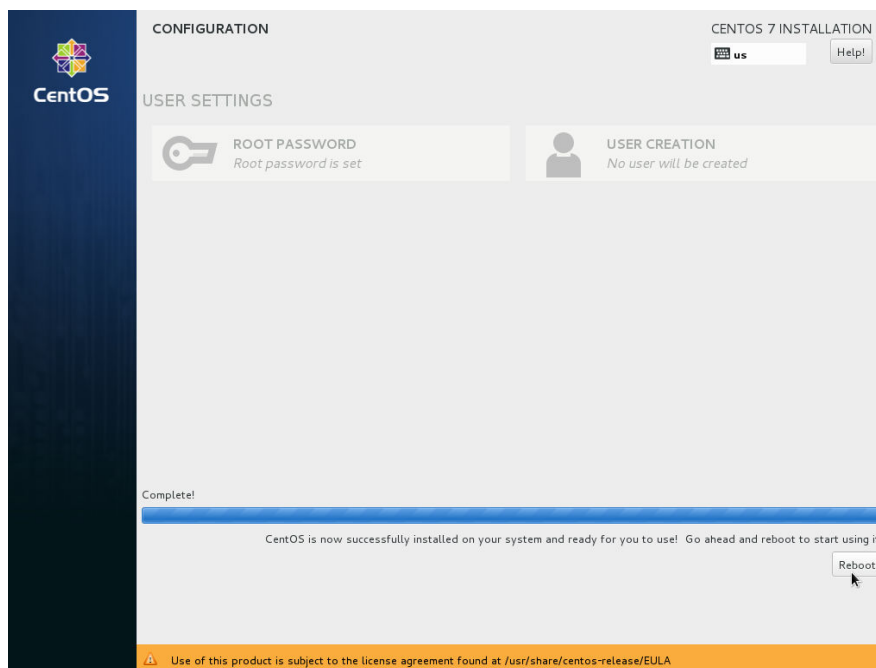 CONFIGURATION
CENTOS 7 INSTALLATION
us
Help!
CentOS
USER SETTINGS
ROOT PASSWORD
Root password is set
USER CREATION
No user will be created
Complete!
CentOS is now successfully installed on your system and ready for you to use! Go ahead and reboot to start using
Reboot
Use of this product is subject to the license agreement found at /usr/share/centos-release/EULA